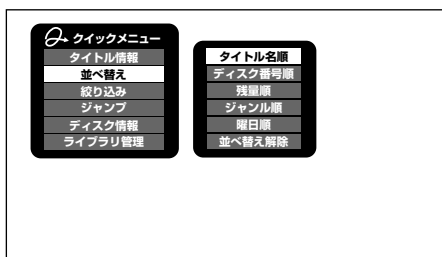 クイックメニュー
タイトル情報
並べ替え
絞り込み
ジャンプ
ディスク情報
ライブラリ管理
タイトル名順
ディスク番号順
残量順
ジャンル順
曜日順
並べ替え解除